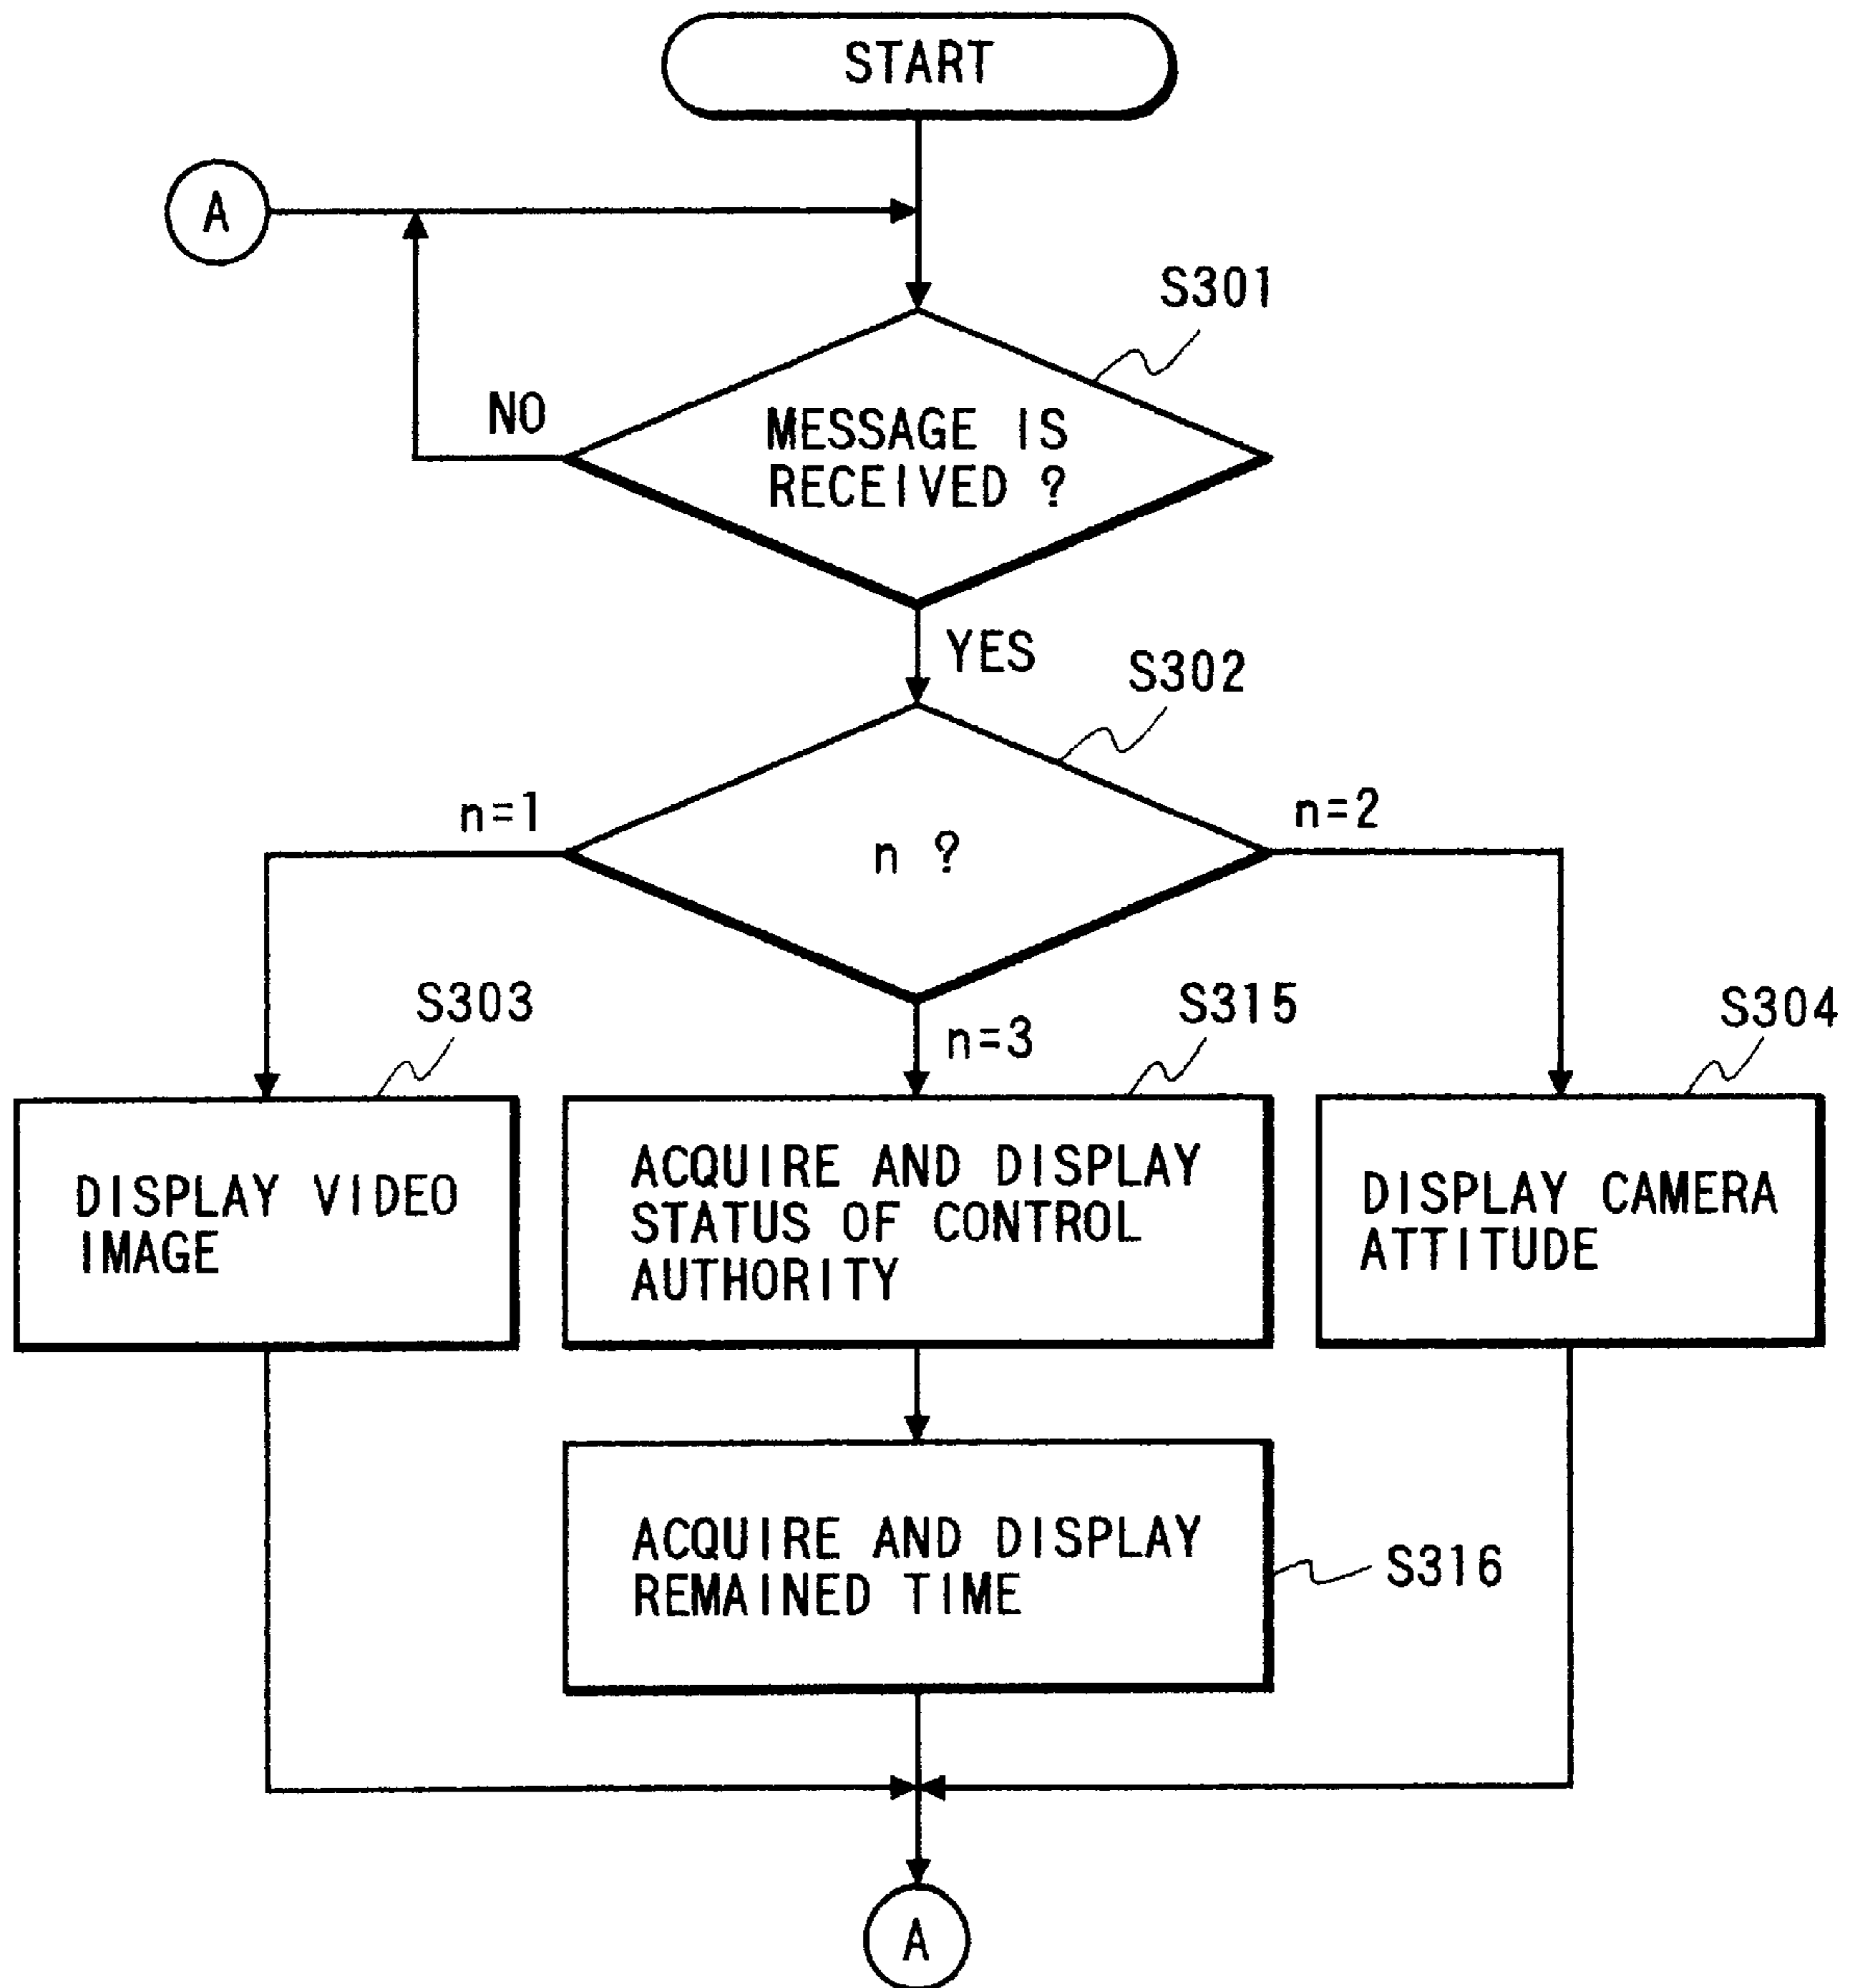 START
A
S301
NO
MESSAGE IS
RECEIVED ?
YES
S302
n=1
n ?
n=2
S303
n=3
S315
S304
DISPLAY VIDEO
IMAGE
ACQUIRE AND DISPLAY
STATUS OF CONTROL
AUTHORITY
DISPLAY CAMERA
ATTITUDE
ACQUIRE AND DISPLAY
REMAINED TIME
S316
A